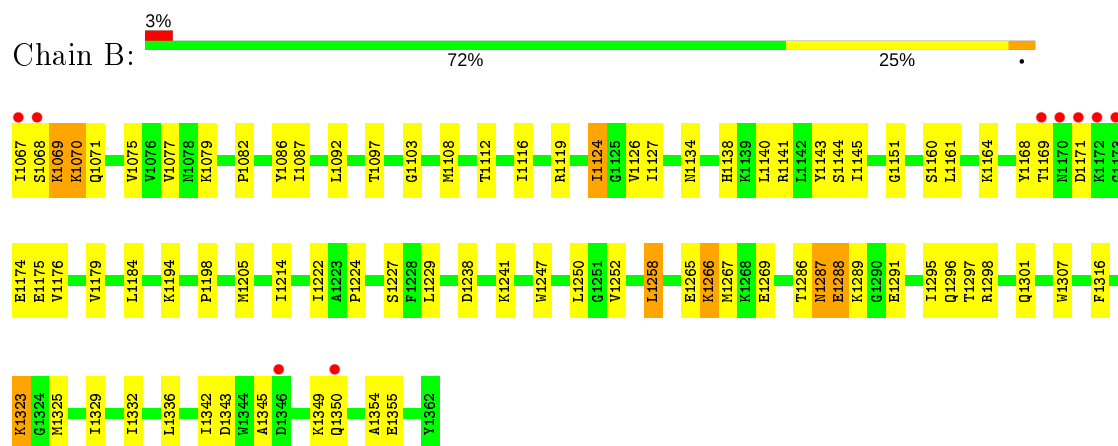 3%
Chain B:
72%
25%
I1067 S1068 K1069 K1070 Q1071 V1075 V1076 V1077 N1078 K1079 P1082 Y1086 I1087 L1092 T1097 G1103 M1108 T1112 I1116 R1119 I1124 G1125 V1126 I1127 N1134 H1138 K1139 L1140 R1141 L1142 Y1143 S1144 I1145 G1151 S1160 L1161 K1164 Y1168 T1169 N1170 D1171 K1172 G1173
E1174 E1175 V1176 V1179 L1184 K1194 P1198 M1205 I1214 I1222 A1223 P1224 S1227 F1228 L1229 D1238 K1241 W1247 L1250 G1251 V1252 L1258 E1265 K1266 M1267 K1268 E1269 T1286 N1287 E1288 K1289 G1290 E1291 I1295 Q1296 T1297 R1298 Q1301 W1307 F1316
K1323 G1324 M1325 I1329 I1332 L1336 I1342 D1343 W1344 A1345 D1346 K1349 Q1350 A1354 E1355 Y1362